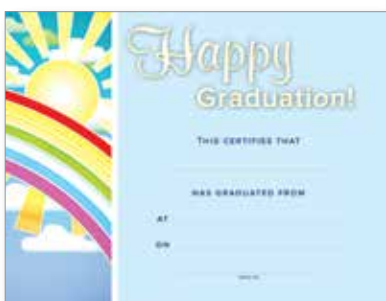 Happy
Graduation!
THIS CERTIFIES THAT
HAS GRADUATED FROM
AT
ON